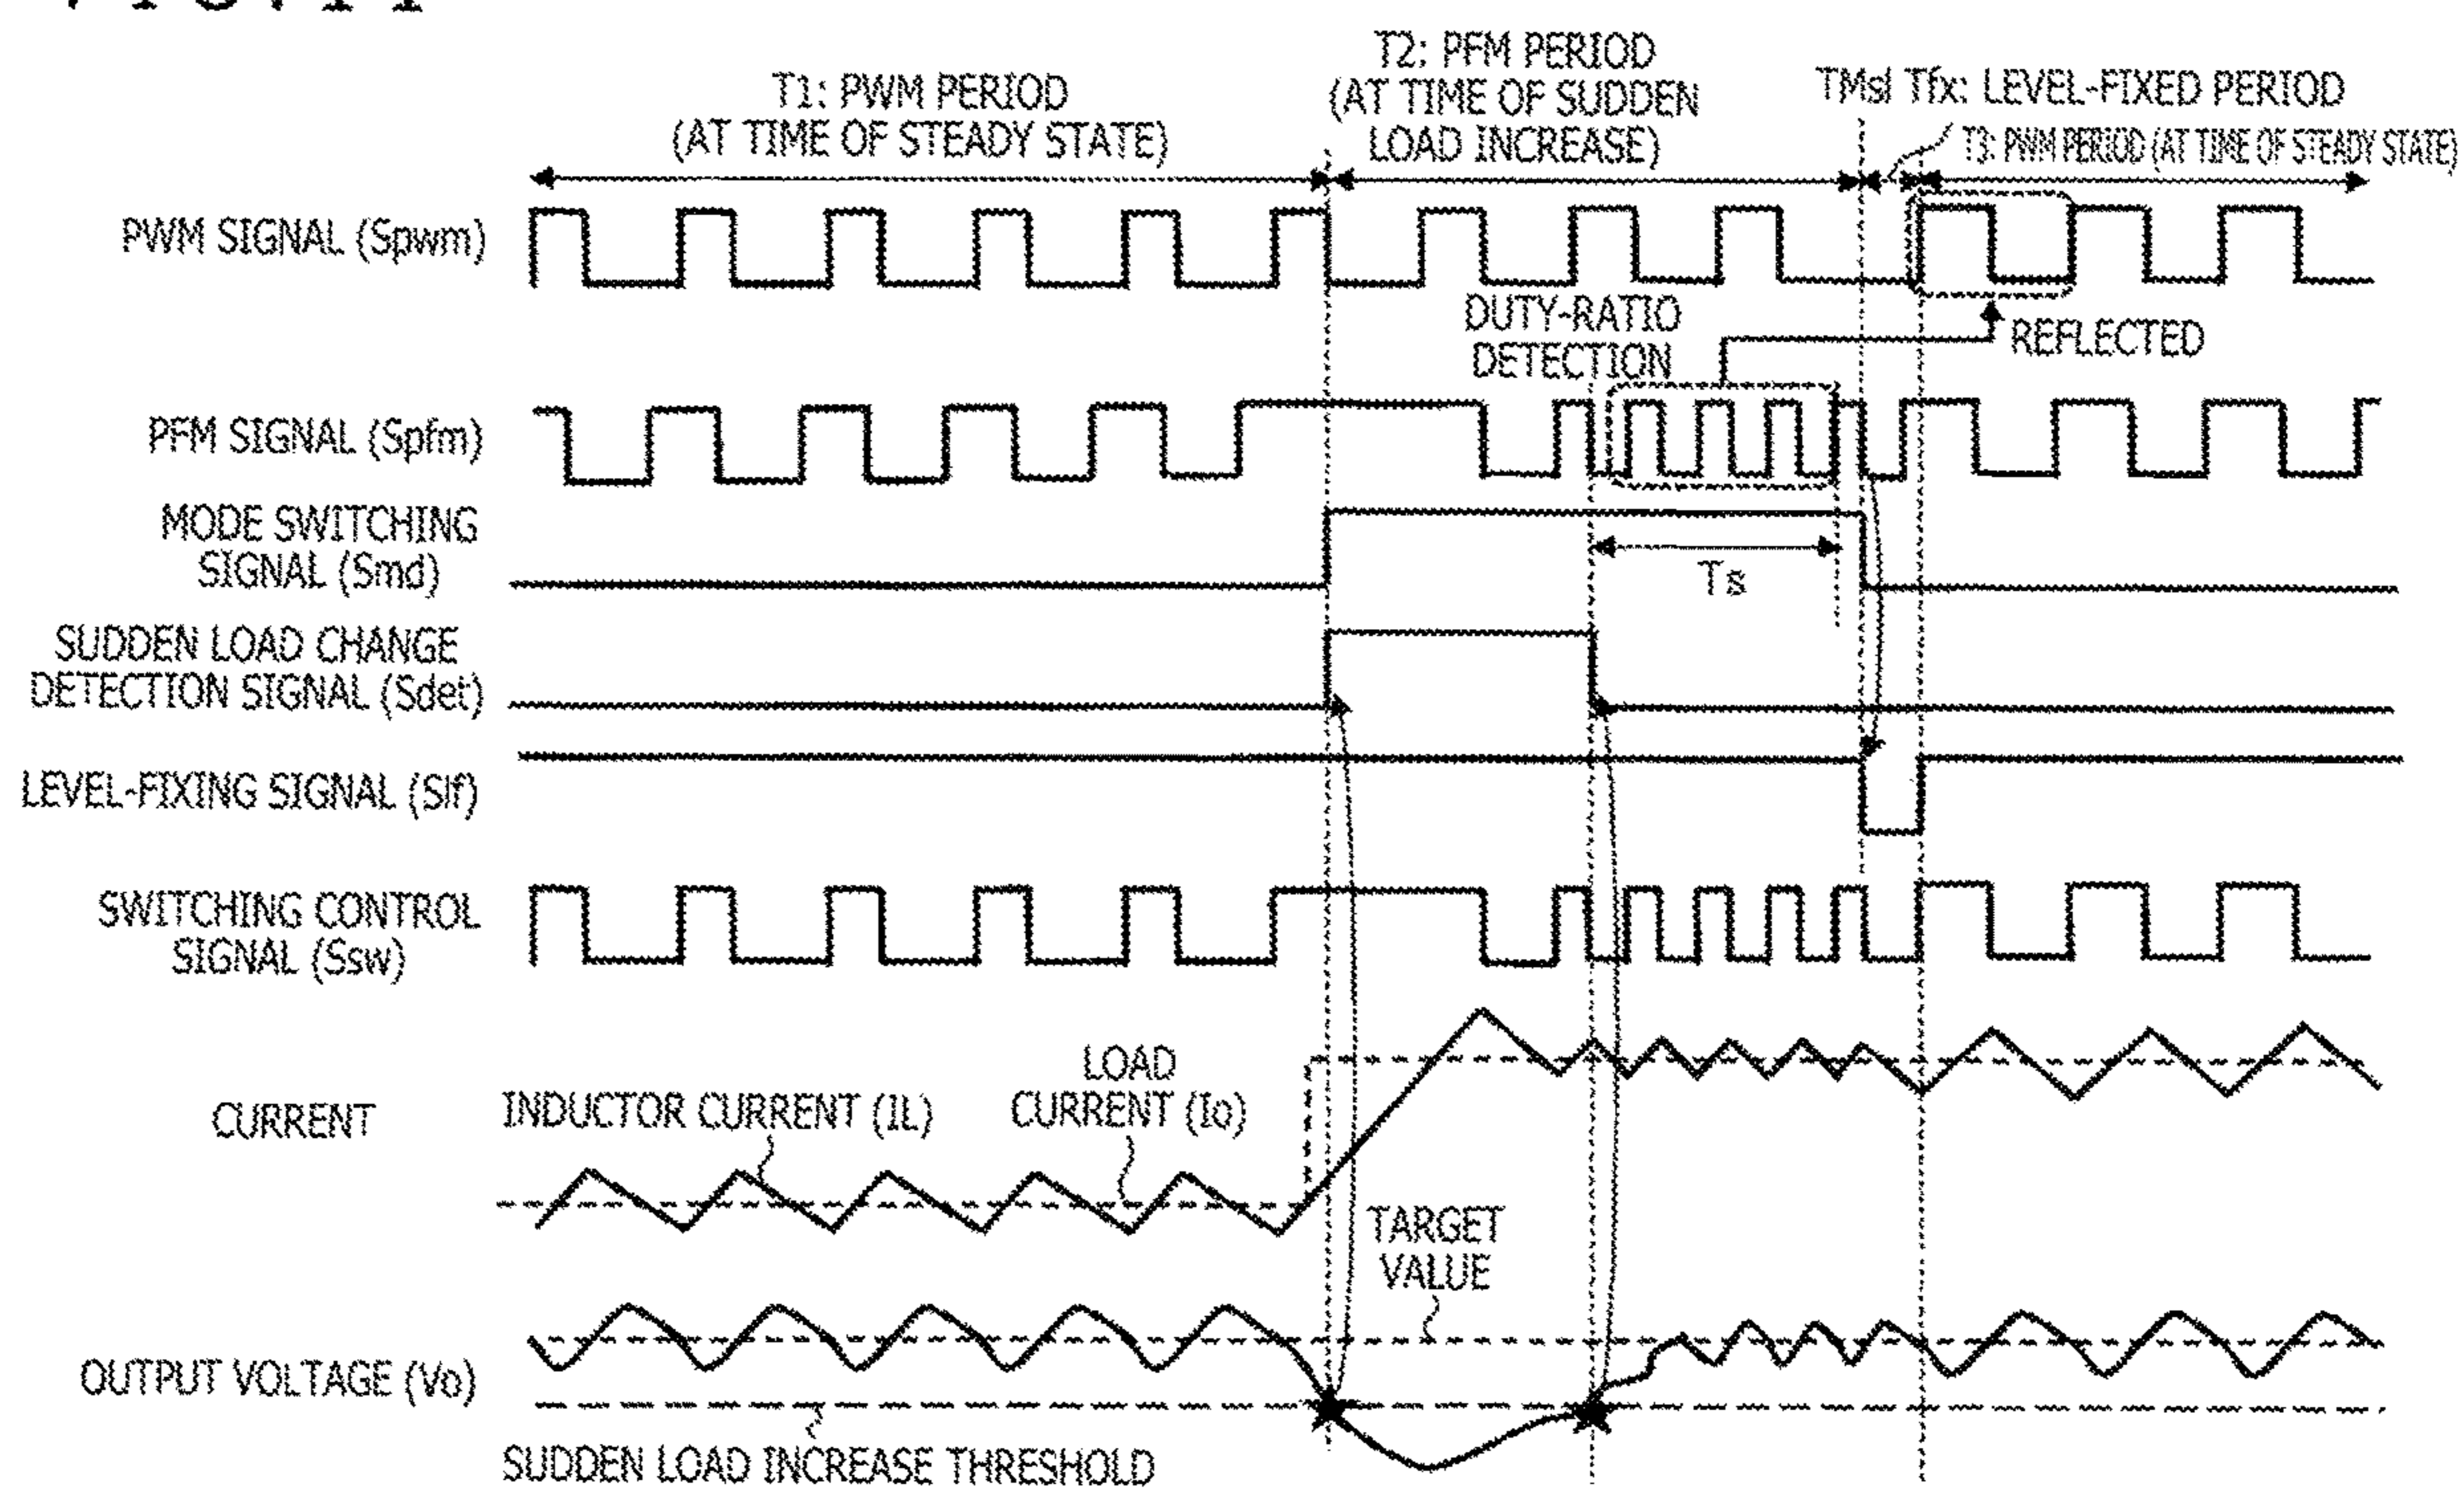 T1: PWM PERIOD
(AT TIME OF STEADY STATE)
T2: PFM PERIOD
(AT TIME OF SUDDEN
LOAD INCREASE)
TMsl Tfx: LEVEL-FIXED PERIOD
T3: PWM PERIOD (AT TIME OF STEADY STATE)
PWM SIGNAL (Spwm)
DUTY-RATIO
DETECTION
REFLECTED
PFM SIGNAL (Spfm)
MODE SWITCHING
SIGNAL (Smd)
Ts
SUDDEN LOAD CHANGE
DETECTION SIGNAL (Sdet)
LEVEL-FIXING SIGNAL (Slf)
SWITCHING CONTROL
SIGNAL (Ssw)
CURRENT
INDUCTOR CURRENT (IL)
LOAD
CURRENT (Io)
TARGET
VALUE
OUTPUT VOLTAGE (Vo)
SUDDEN LOAD INCREASE THRESHOLD